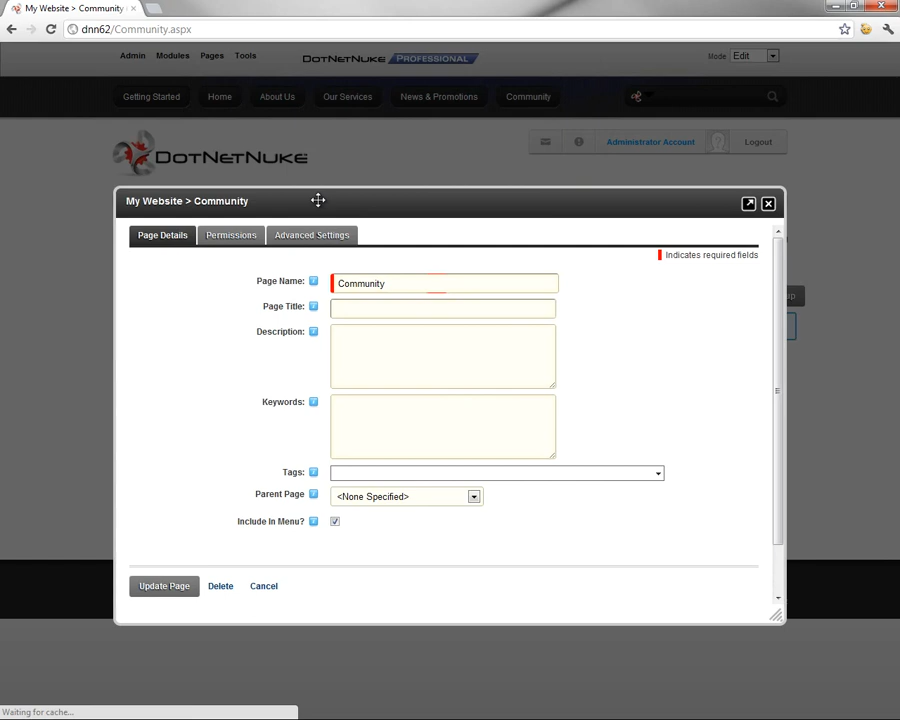 My Website > Community
dnn62/Community.aspx
Admin Modules Pages Tools
DOTNETNUKE PROFESSIONAL
Mode Edit
Getting Started Home About Us Our Services News & Promotions Community
DOTNETNUKE
Administrator Account Logout
My Website > Community
Page Details Permissions Advanced Settings
Indicates required fields
Page Name: Community
Page Title:
Description:
Keywords:
Tags:
Parent Page <None Specified>
Include In Menu?
Update Page Delete Cancel
Waiting for cache...